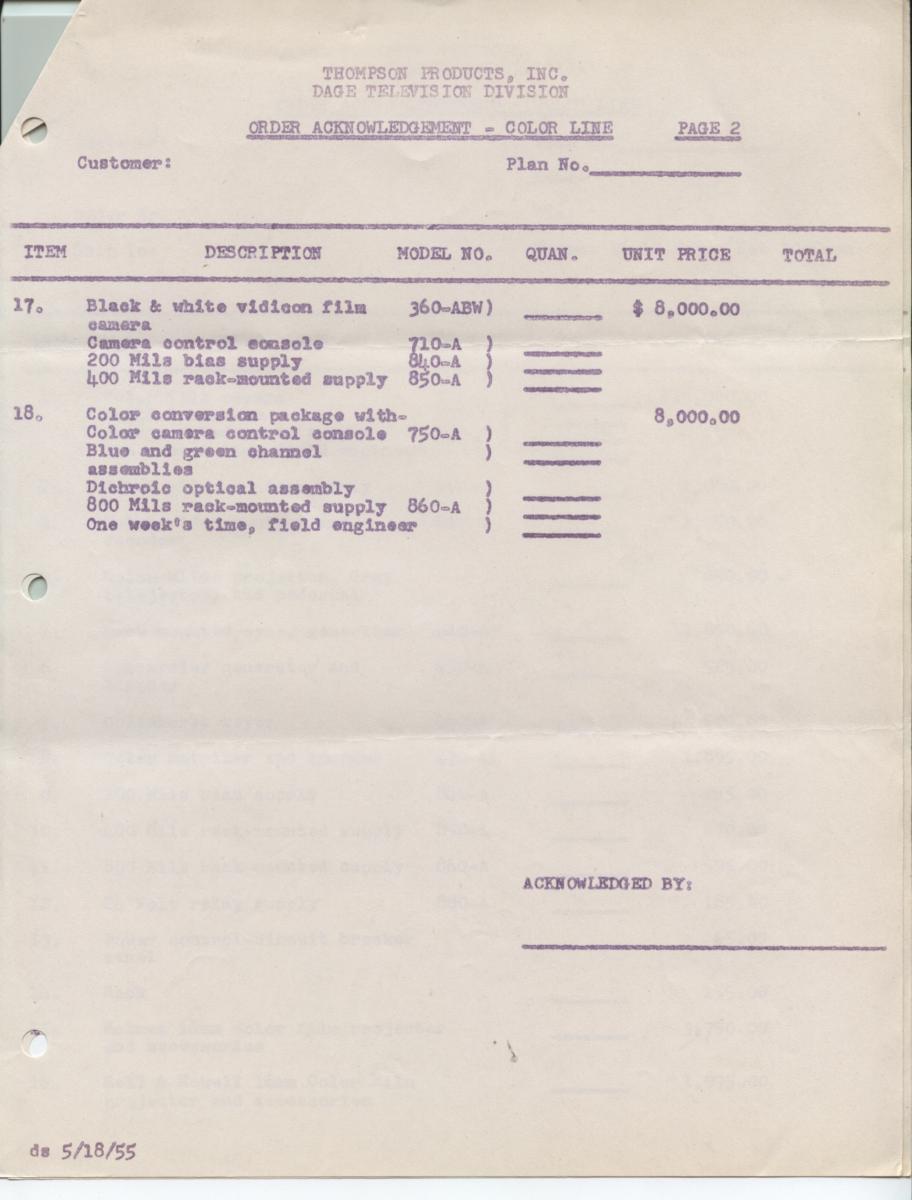 THOMPSON PRODUCTS, INC.
DAGE TELEVISION DIVISION
ORDER ACKNOWLEDGEMENT - COLOR LINE PAGE 2
Customer: Plan No.
ITEM DESCRIPTION MODEL NO. QUAN. UNIT PRICE TOTAL
17. Black & white vidicon film 360-ABW) $ 8,000.00
camera
Camera control console 710-A )
200 Mils bias supply 840-A )
400 Mils rack-mounted supply 850-A )
18. Color conversion package with- 8,000.00
Color camera control console 750-A )
Blue and green channel )
assemblies
Dichroic optical assembly )
800 Mils rack-mounted supply 860-A )
One week's time, field engineer )
ACKNOWLEDGED BY:
ds 5/18/55